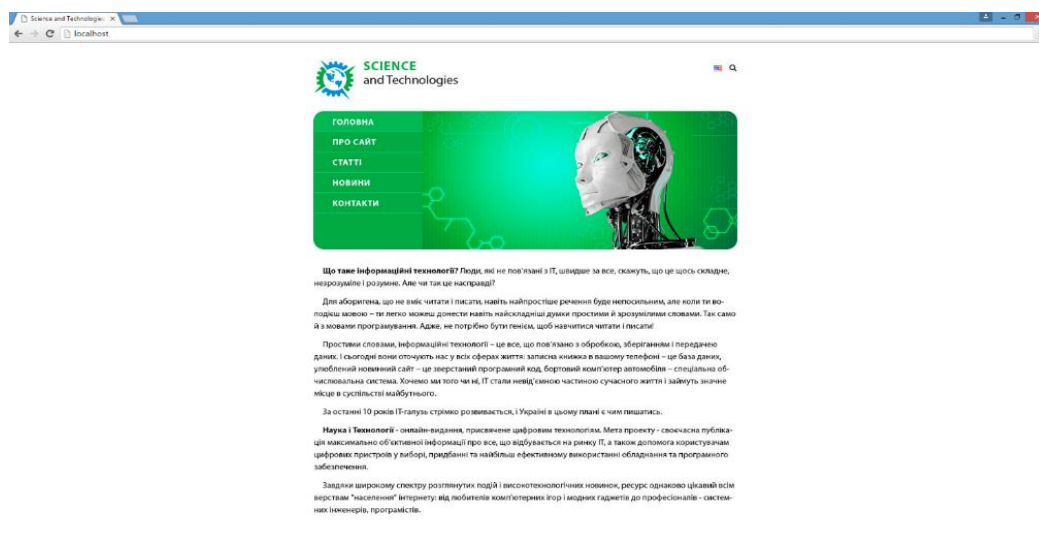 Science and Technologies
localhost
SCIENCE
and Technologies
ГОЛОВНА
ПРО САЙТ
СТАТТІ
НОВИНИ
КОНТАКТИ
Що таке інформаційні технології? Люди, які не пов'язані з ІТ, швидше за все, скажуть, що це щось складне,
незрозуміле і розумне. Але чи так це насправді?
Для аборигена, що не вміє читати і писати, навіть найпростіше речення буде непосильним, але коли ти во-
лодієш мовою – ти легко можеш донести навіть найскладніші думки простими й зрозумілими словами. Так само
й з мовами програмування. Адже, не потрібно бути генієм, щоб навчитися читати і писати!
Простими словами, інформаційні технології – це все, що пов'язано з обробкою, зберіганням і передачею
даних. І сьогодні вони оточують нас у всіх сферах життя: записна книжка в вашому телефоні – це база даних,
улюблений новинний сайт – це зверстаний програмний код, бортовий комп'ютер автомобіля – спеціальна об-
числювальна система. Хочемо ми того чи ні, ІТ стали невід'ємною частиною сучасного життя і займуть значне
місце в суспільстві майбутнього.
За останні 10 років ІТ-галузь стрімко розвивається, і Україні в цьому плані є чим пишатись.
Наука і Технології - онлайн-видання, присвячене цифровим технологіям. Мета проекту - своєчасна публіка-
ція максимально об'єктивної інформації про все, що відбувається на ринку ІТ, а також допомога користувачам
цифрових пристроїв у виборі, придбанні та найбільш ефективному використанні обладнання та програмного
забезпечення.
Завдяки широкому спектру розглянутих подій і високотехнологічних новинок, ресурс однаково цікавий всім
верствам "населення" інтернету: від любителів комп'ютерних ігор і модних гаджетів до професіоналів - систем-
них інженерів, програмістів.